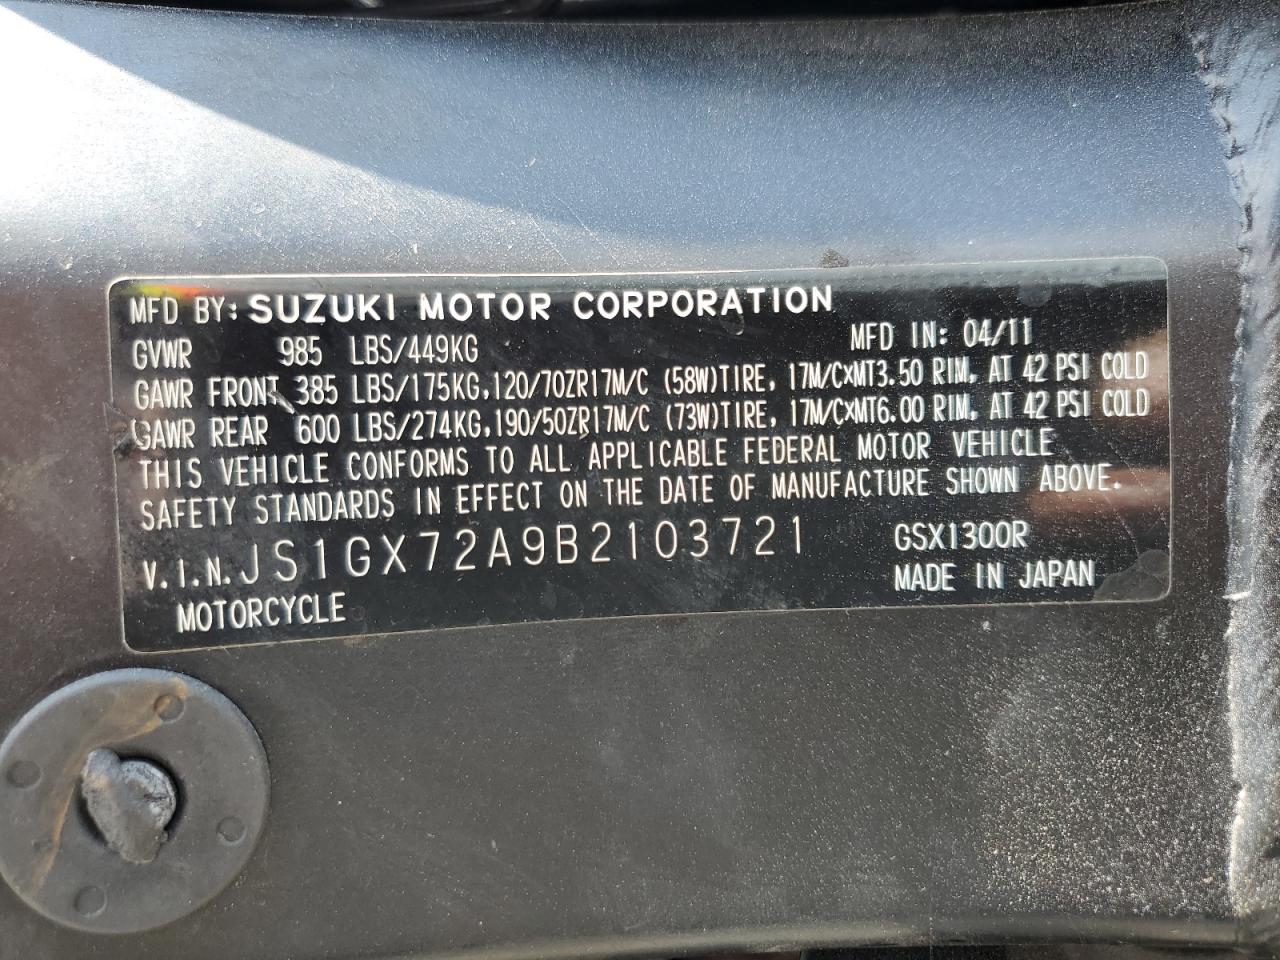 MFD BY: SUZUKI MOTOR CORPORATION
GVWR 985 LBS/449KG MFD IN: 04/11
GAWR FRONT 385 LBS/175KG,120/70ZR17M/C (58W)TIRE, 17M/C×MT3.50 RIM, AT 42 PSI COLD
GAWR REAR 600 LBS/274KG,190/50ZR17M/C (73W)TIRE, 17M/C×MT6.00 RIM, AT 42 PSI COLD
THIS VEHICLE CONFORMS TO ALL APPLICABLE FEDERAL MOTOR VEHICLE
SAFETY STANDARDS IN EFFECT ON THE DATE OF MANUFACTURE SHOWN ABOVE.
V.I.N. JS1GX72A9B2103721 GSX1300R
MOTORCYCLE MADE IN JAPAN